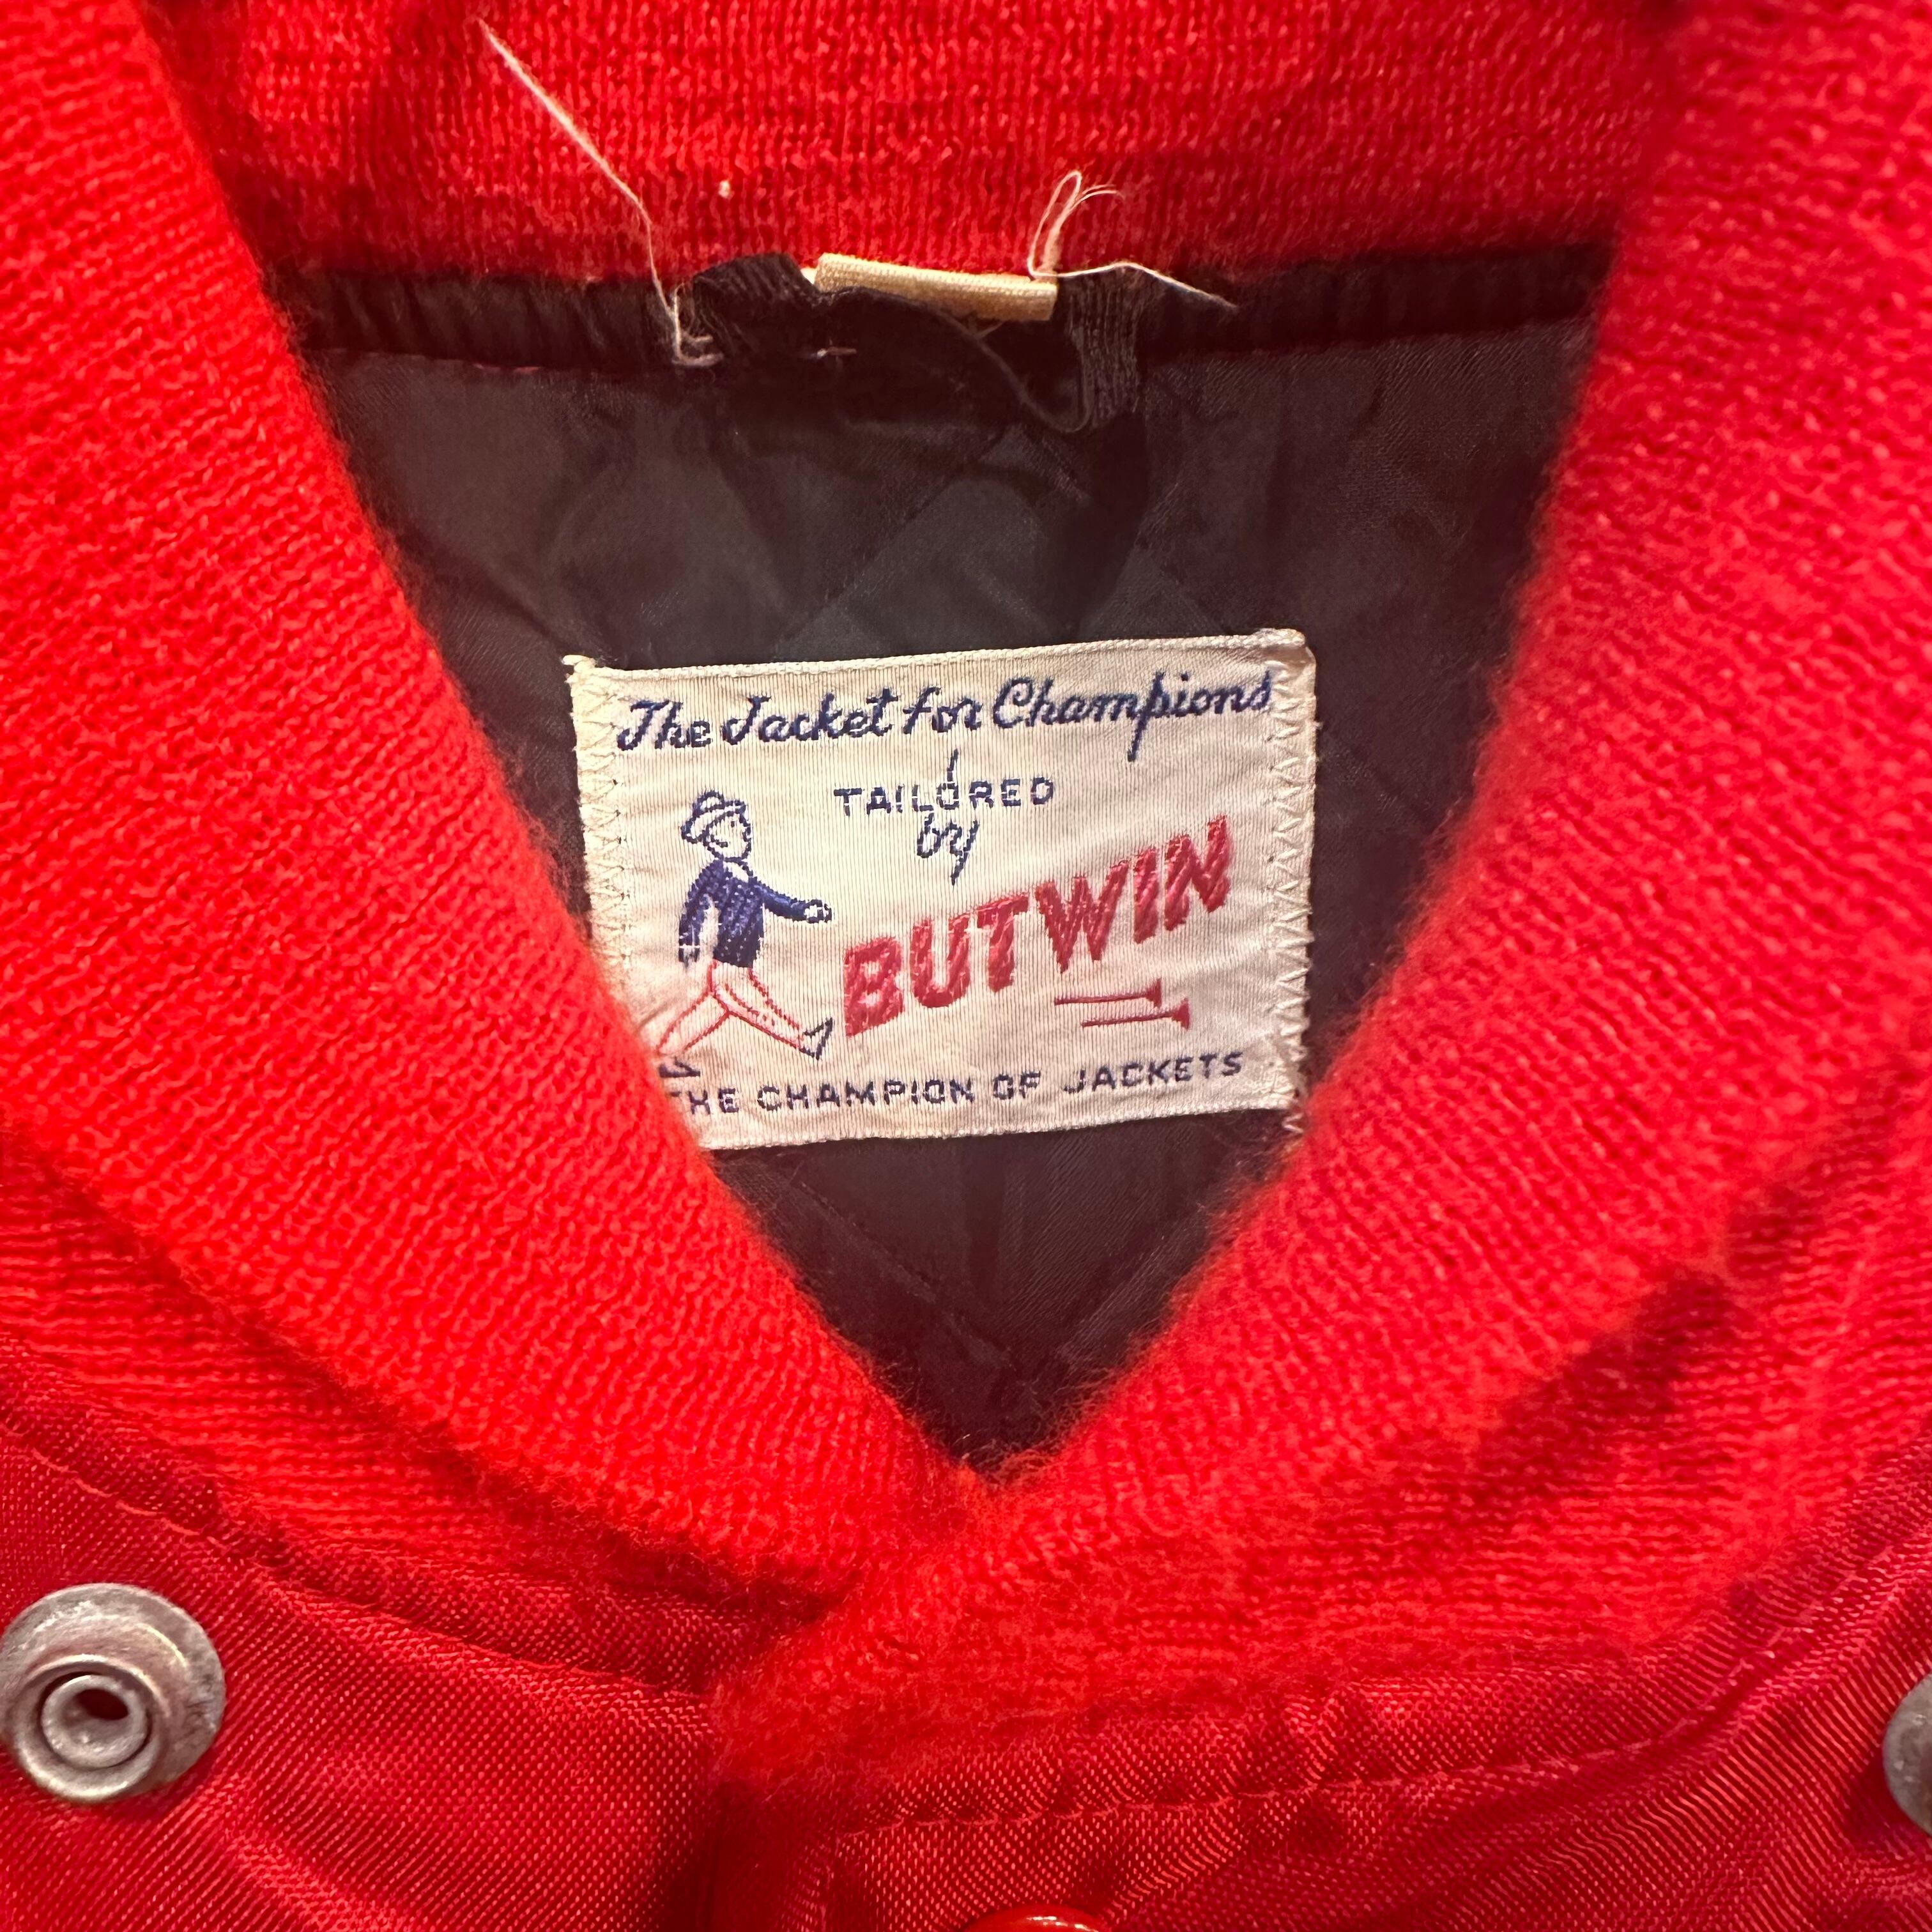 The Jacket for Champions
TAILORED
by
BUTWIN
THE CHAMPION OF JACKETS